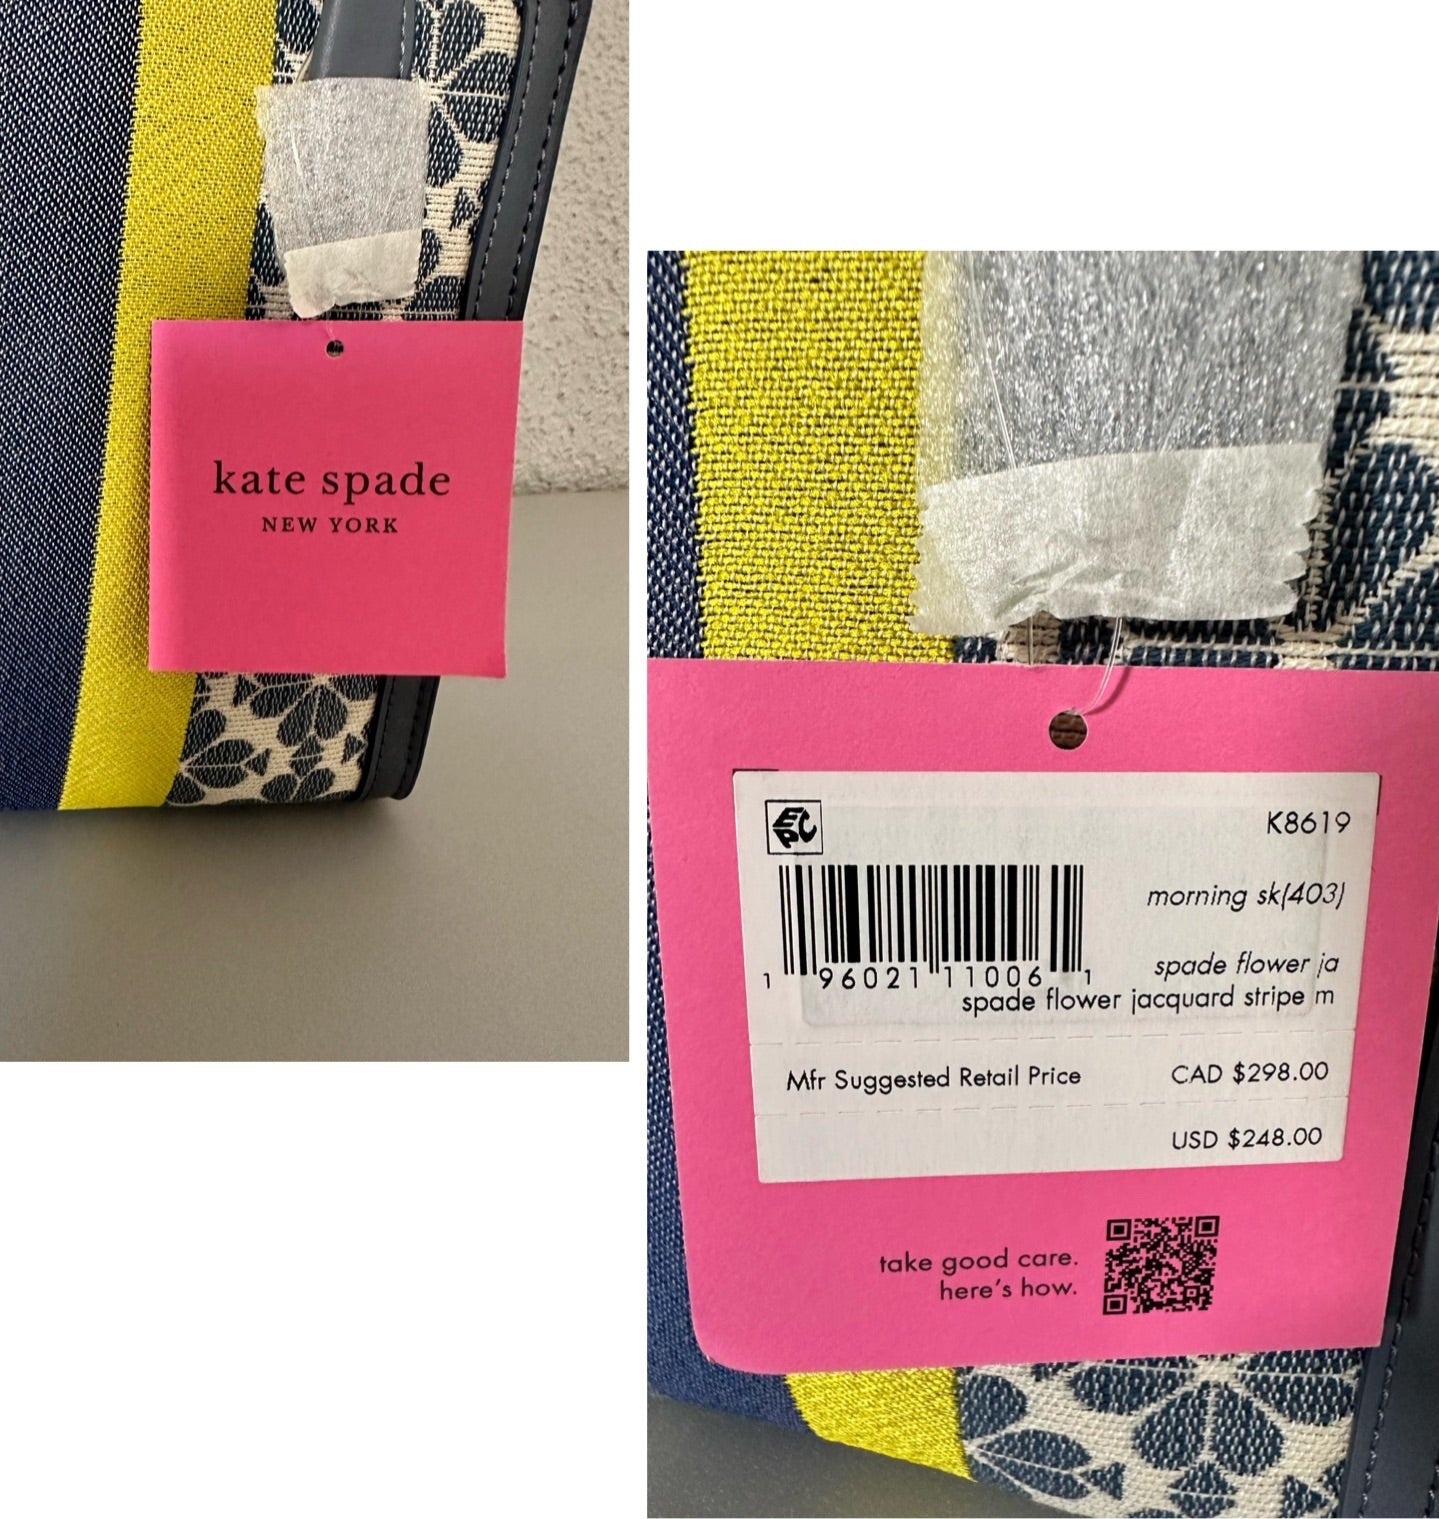 kate spade
NEW YORK
EPC
K8619
morning sk(403)
1 96021 11006 1
spade flower ja
spade flower jacquard stripe m
Mfr Suggested Retail Price CAD $298.00
USD $248.00
take good care.
here's how.